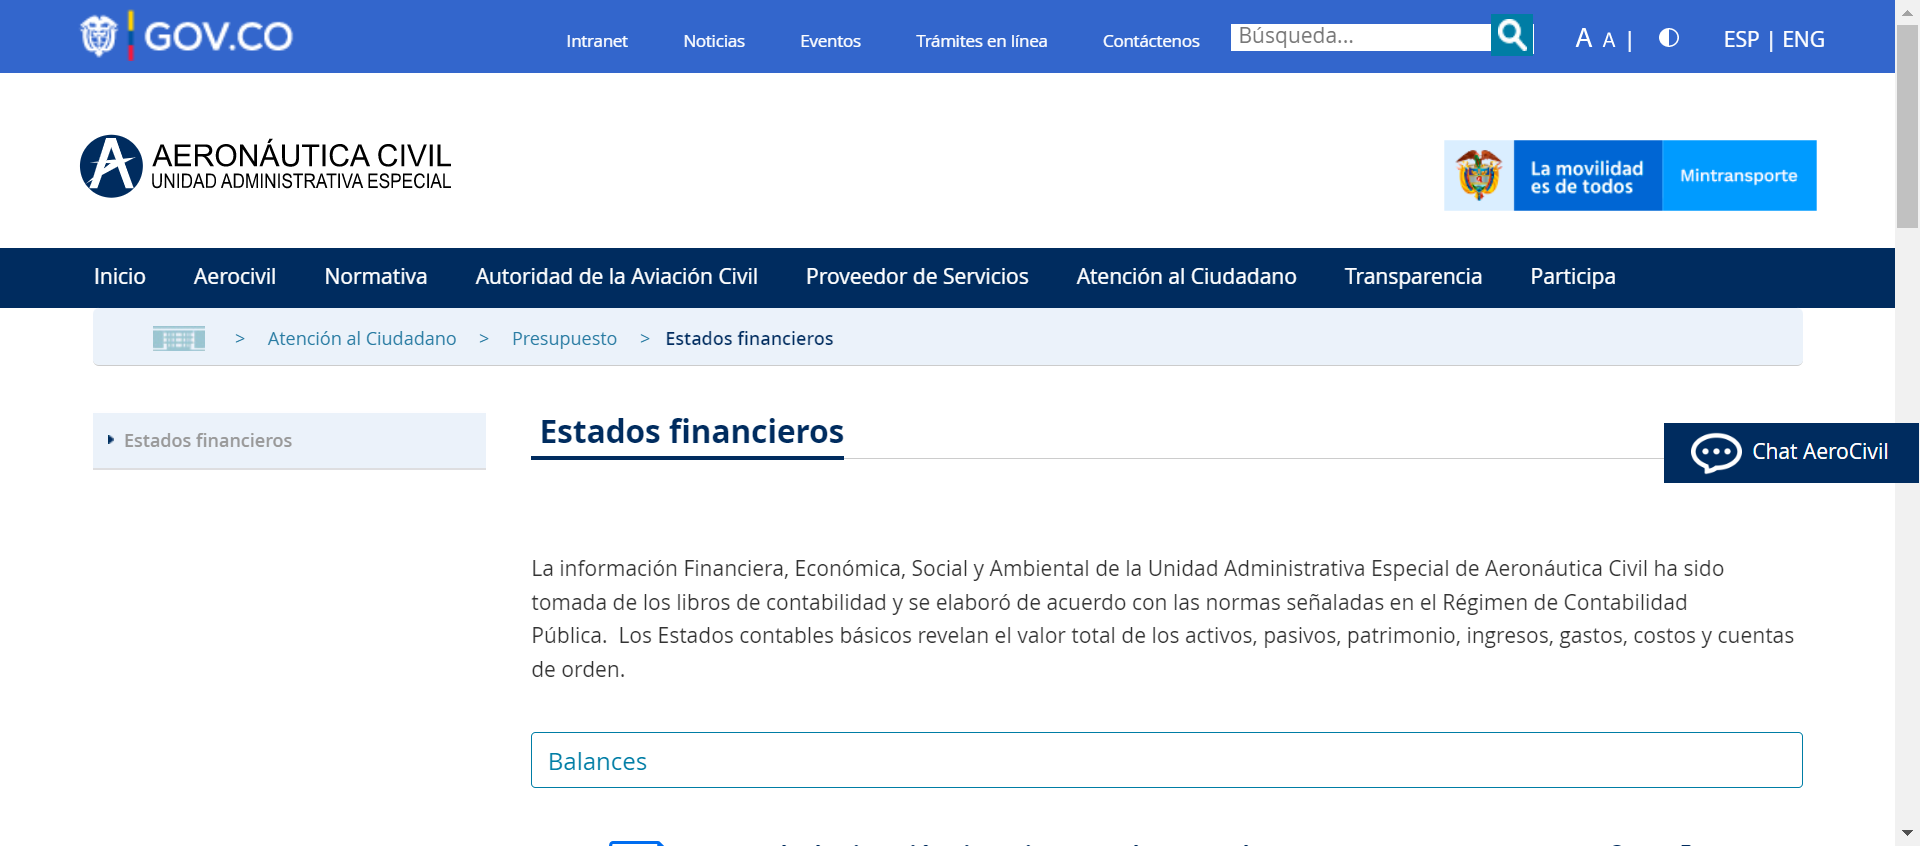 GOV.CO
Intranet
Noticias
Eventos
Trámites en línea
Contáctenos
Búsqueda...
A A |
ESP | ENG
AERONÁUTICA CIVIL
UNIDAD ADMINISTRATIVA ESPECIAL
La movilidad
es de todos
Mintransporte
Inicio
Aerocivil
Normativa
Autoridad de la Aviación Civil
Proveedor de Servicios
Atención al Ciudadano
Transparencia
Participa
> Atención al Ciudadano > Presupuesto > Estados financieros
Estados financieros
Estados financieros
Chat AeroCivil
La información Financiera, Económica, Social y Ambiental de la Unidad Administrativa Especial de Aeronáutica Civil ha sido
tomada de los libros de contabilidad y se elaboró de acuerdo con las normas señaladas en el Régimen de Contabilidad
Pública.  Los Estados contables básicos revelan el valor total de los activos, pasivos, patrimonio, ingresos, gastos, costos y cuentas
de orden.
Balances